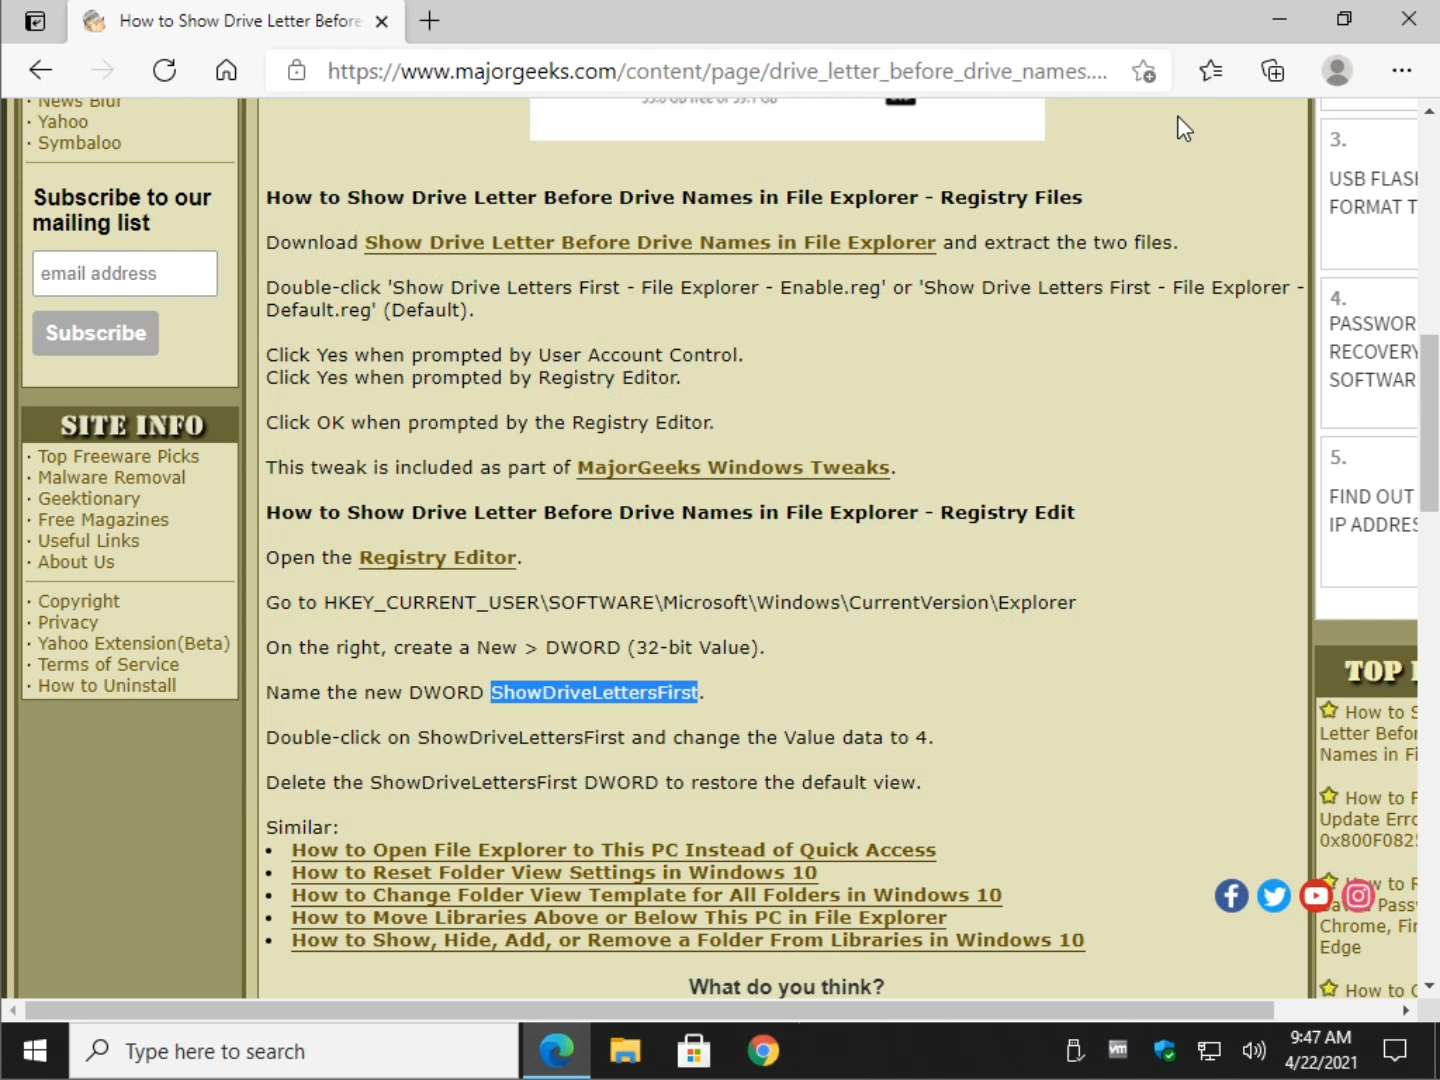 How to Show Drive Letter Before
https://www.majorgeeks.com/content/page/drive_letter_before_drive_names....
· News Blur
· Yahoo
· Symbaloo
Subscribe to our
mailing list
email address
Subscribe
SITE INFO
· Top Freeware Picks
· Malware Removal
· Geektionary
· Free Magazines
· Useful Links
· About Us
· Copyright
· Privacy
· Yahoo Extension(Beta)
· Terms of Service
· How to Uninstall
How to Show Drive Letter Before Drive Names in File Explorer - Registry Files
Download Show Drive Letter Before Drive Names in File Explorer and extract the two files.
Double-click 'Show Drive Letters First - File Explorer - Enable.reg' or 'Show Drive Letters First - File Explorer -
Default.reg' (Default).
Click Yes when prompted by User Account Control.
Click Yes when prompted by Registry Editor.
Click OK when prompted by the Registry Editor.
This tweak is included as part of MajorGeeks Windows Tweaks.
How to Show Drive Letter Before Drive Names in File Explorer - Registry Edit
Open the Registry Editor.
Go to HKEY_CURRENT_USER\SOFTWARE\Microsoft\Windows\CurrentVersion\Explorer
On the right, create a New > DWORD (32-bit Value).
Name the new DWORD ShowDriveLettersFirst.
Double-click on ShowDriveLettersFirst and change the Value data to 4.
Delete the ShowDriveLettersFirst DWORD to restore the default view.
Similar:
• How to Open File Explorer to This PC Instead of Quick Access
• How to Reset Folder View Settings in Windows 10
• How to Change Folder View Template for All Folders in Windows 10
• How to Move Libraries Above or Below This PC in File Explorer
• How to Show, Hide, Add, or Remove a Folder From Libraries in Windows 10
What do you think?
3.
USB FLASH
FORMAT T
4.
PASSWOR
RECOVERY
SOFTWAR
5.
FIND OUT
IP ADDRES
TOP
How to S
Letter Befor
Names in Fi
How to F
Update Erro
0x800F082
to R
Pass
Chrome, Fir
Edge
How to C
Type here to search
vm
9:47 AM
4/22/2021